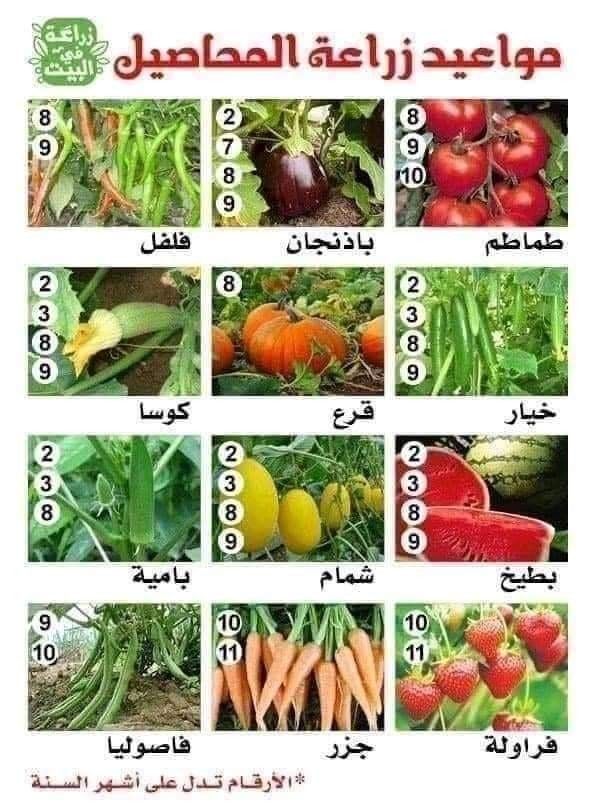 مواعيد زراعة المحاصيل
زراعة
في
البيت
8
9
10
طماطم
2
7
8
9
باذنجان
8
9
فلفل
2
3
8
9
خيار
8
قرع
2
3
8
9
كوسا
2
3
8
9
بطيخ
2
3
8
9
شمام
2
3
8
بامية
10
11
فراولة
10
11
جزر
9
10
فاصوليا
*الأرقام تدل على أشهر السنة